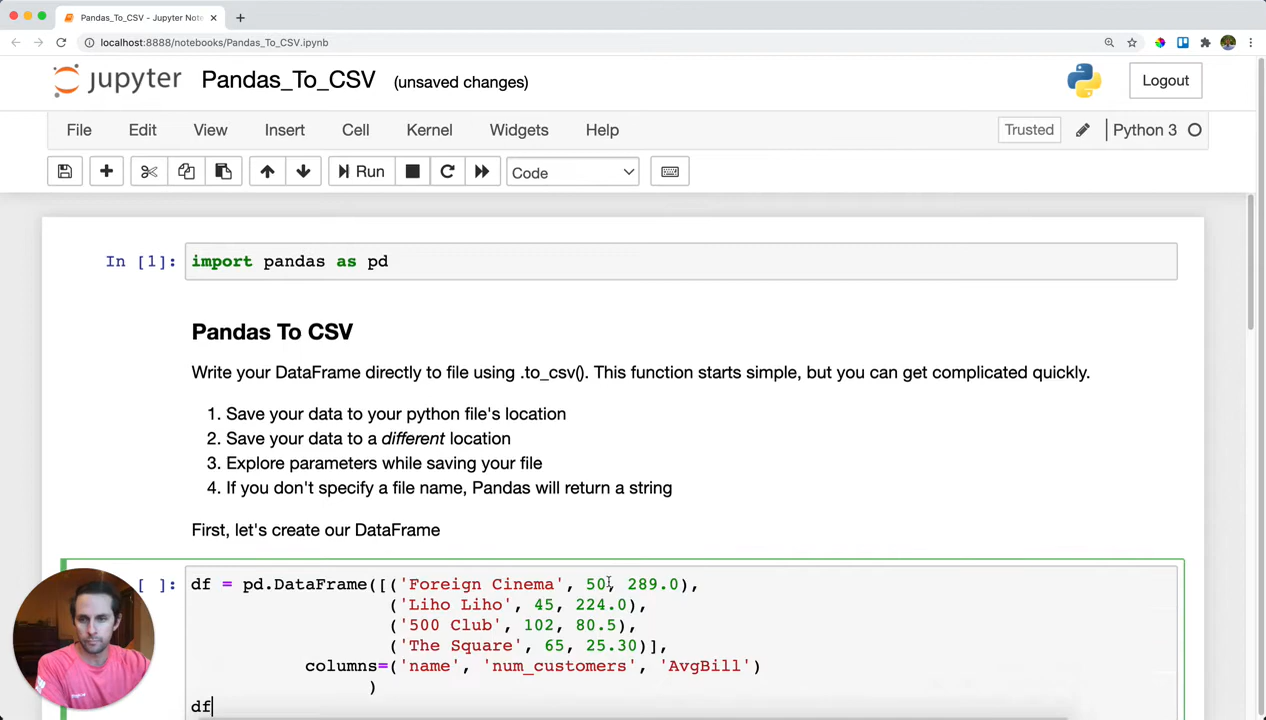 Pandas_To_CSV - Jupyter Note
localhost:8888/notebooks/Pandas_To_CSV.ipynb
jupyter Pandas_To_CSV (unsaved changes) Logout
File Edit View Insert Cell Kernel Widgets Help Trusted Python 3
Run Code
In [1]: import pandas as pd
Pandas To CSV
Write your DataFrame directly to file using .to_csv(). This function starts simple, but you can get complicated quickly.
1. Save your data to your python file's location
2. Save your data to a different location
3. Explore parameters while saving your file
4. If you don't specify a file name, Pandas will return a string
First, let's create our DataFrame
[ ]: df = pd.DataFrame([('Foreign Cinema', 50, 289.0),
('Liho Liho', 45, 224.0),
('500 Club', 102, 80.5),
('The Square', 65, 25.30)],
columns=('name', 'num_customers', 'AvgBill')
)
df